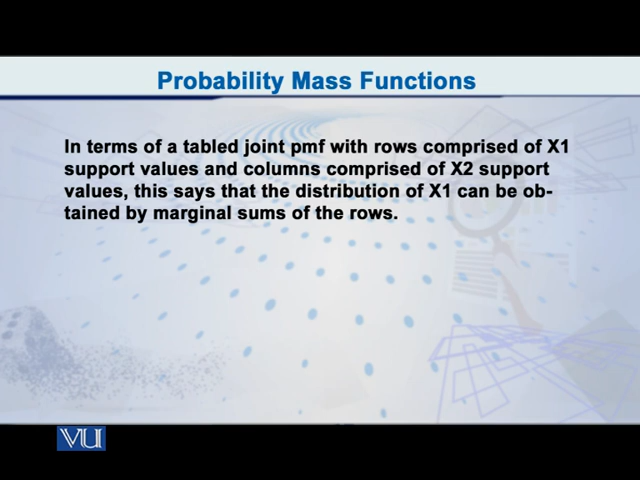 Probability Mass Functions
In terms of a tabled joint pmf with rows comprised of X1
support values and columns comprised of X2 support
values, this says that the distribution of X1 can be ob-
tained by marginal sums of the rows.
VU